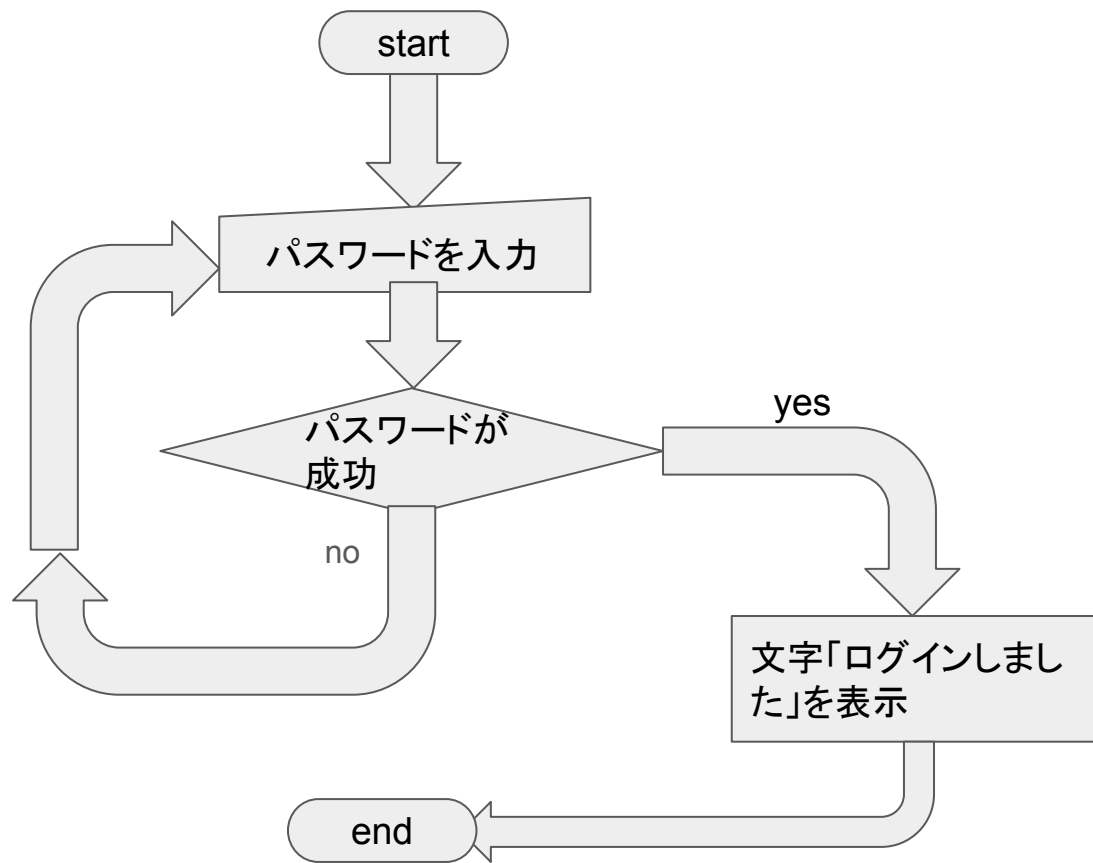 start
パスワードを入力
パスワードが
成功
yes
no
文字「ログインしまし
た」を表示
end